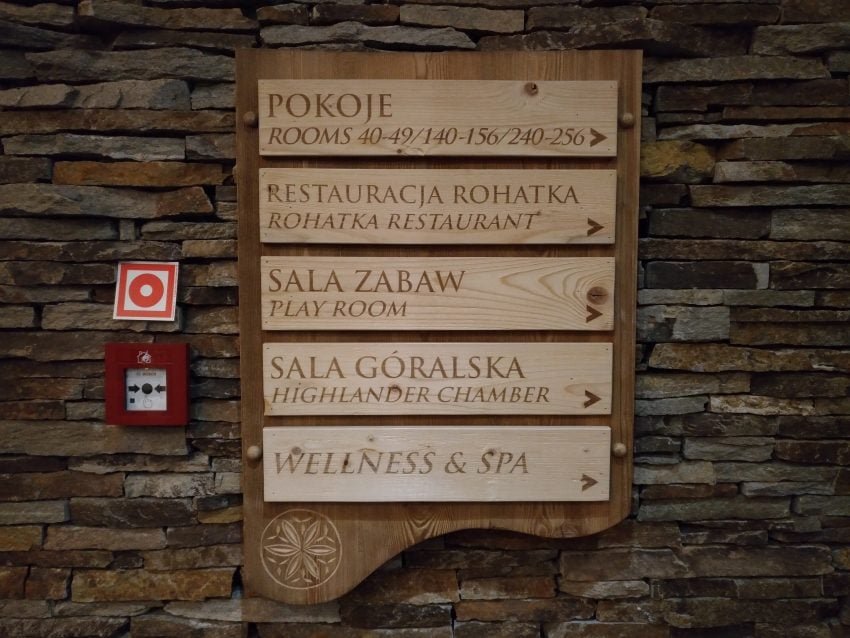 POKOJE
ROOMS 40-49/140-156/240-256 >
RESTAURACJA ROHATKA
ROHATKA RESTAURANT >
SALA ZABAW
PLAY ROOM >
SALA GÓRALSKA
HIGHLANDER CHAMBER >
WELLNESS & SPA >